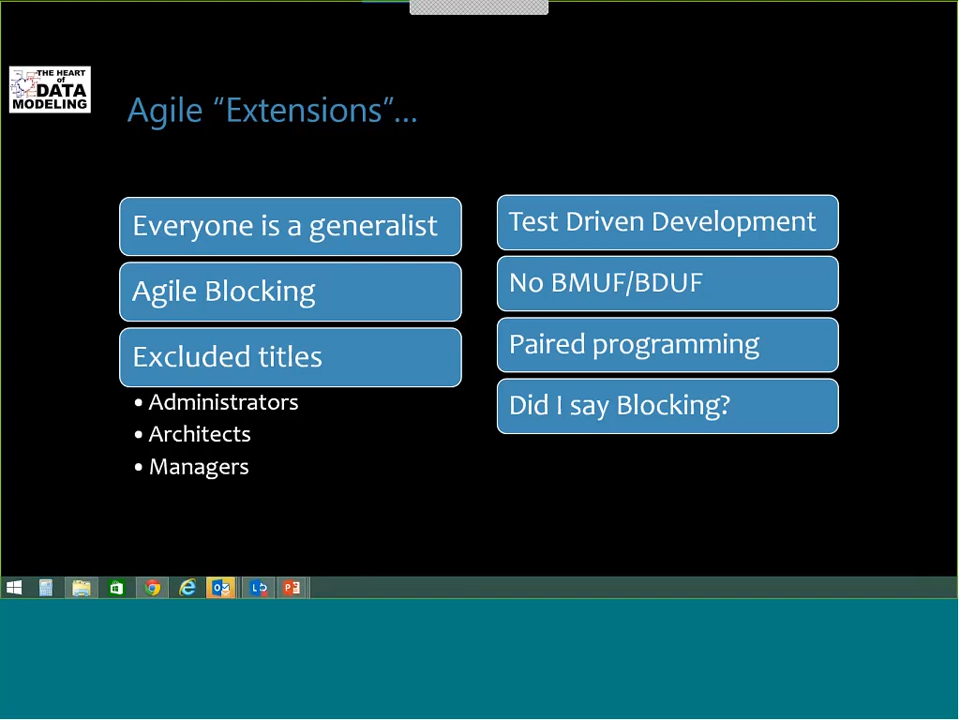 THE HEART
of
DATA
MODELING
Agile “Extensions”...
Everyone is a generalist
Agile Blocking
Excluded titles
• Administrators
• Architects
• Managers
Test Driven Development
No BMUF/BDUF
Paired programming
Did I say Blocking?